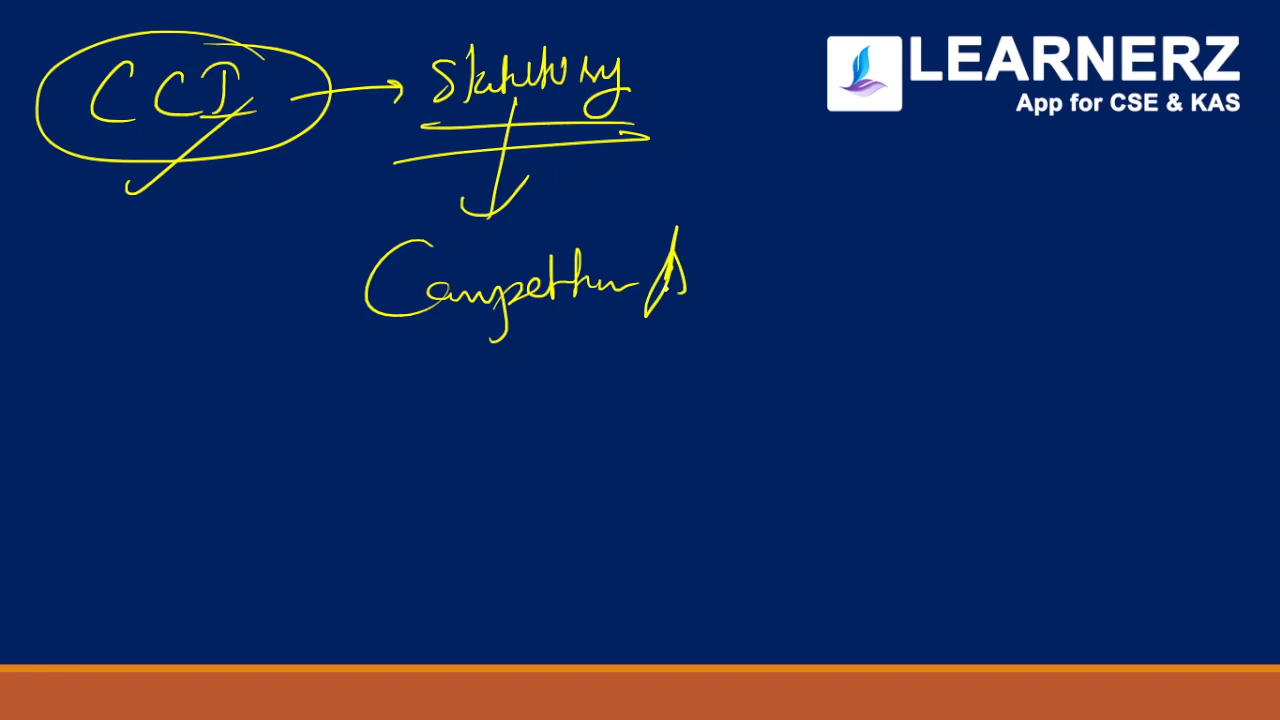 CCI → Statutory
Competition A
LEARNERZ
App for CSE & KAS